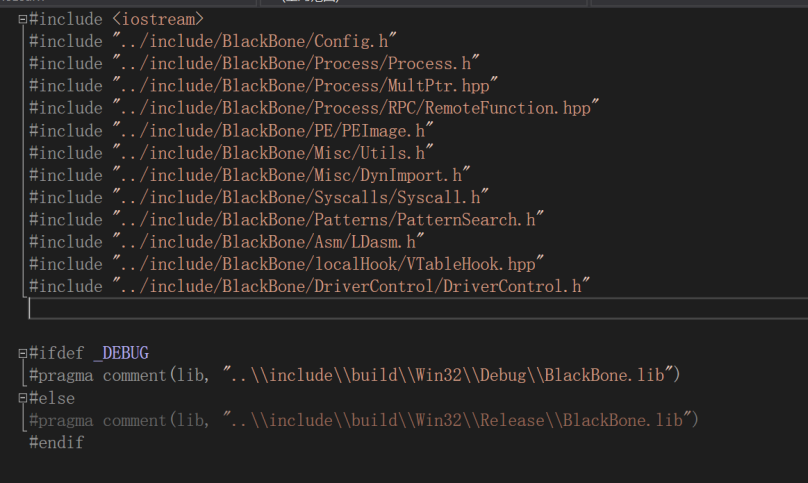 #include <iostream>
#include "../include/BlackBone/Config.h"
#include "../include/BlackBone/Process/Process.h"
#include "../include/BlackBone/Process/MultPtr.hpp"
#include "../include/BlackBone/Process/RPC/RemoteFunction.hpp"
#include "../include/BlackBone/PE/PEImage.h"
#include "../include/BlackBone/Misc/Utils.h"
#include "../include/BlackBone/Misc/DynImport.h"
#include "../include/BlackBone/Syscalls/Syscall.h"
#include "../include/BlackBone/Patterns/PatternSearch.h"
#include "../include/BlackBone/Asm/LDasm.h"
#include "../include/BlackBone/localHook/VTableHook.hpp"
#include "../include/BlackBone/DriverControl/DriverControl.h"
#ifdef _DEBUG
#pragma comment(lib, "..\\include\\build\\Win32\\Debug\\BlackBone.lib")
#else
#pragma comment(lib, "..\\include\\build\\Win32\\Release\\BlackBone.lib")
#endif